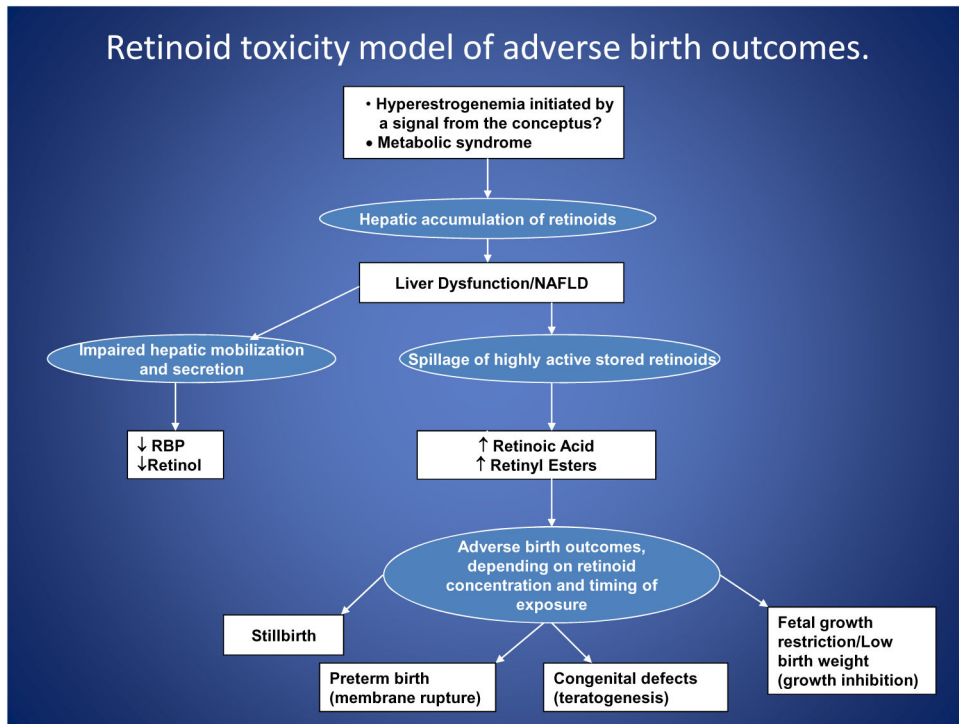 Retinoid toxicity model of adverse birth outcomes.
• Hyperestrogenemia initiated by
a signal from the conceptus?
• Metabolic syndrome
Hepatic accumulation of retinoids
Liver Dysfunction/NAFLD
Impaired hepatic mobilization
and secretion
Spillage of highly active stored retinoids
↓ RBP
↓Retinol
↑ Retinoic Acid
↑ Retinyl Esters
Adverse birth outcomes,
depending on retinoid
concentration and timing of
exposure
Stillbirth
Preterm birth
(membrane rupture)
Congenital defects
(teratogenesis)
Fetal growth
restriction/Low
birth weight
(growth inhibition)